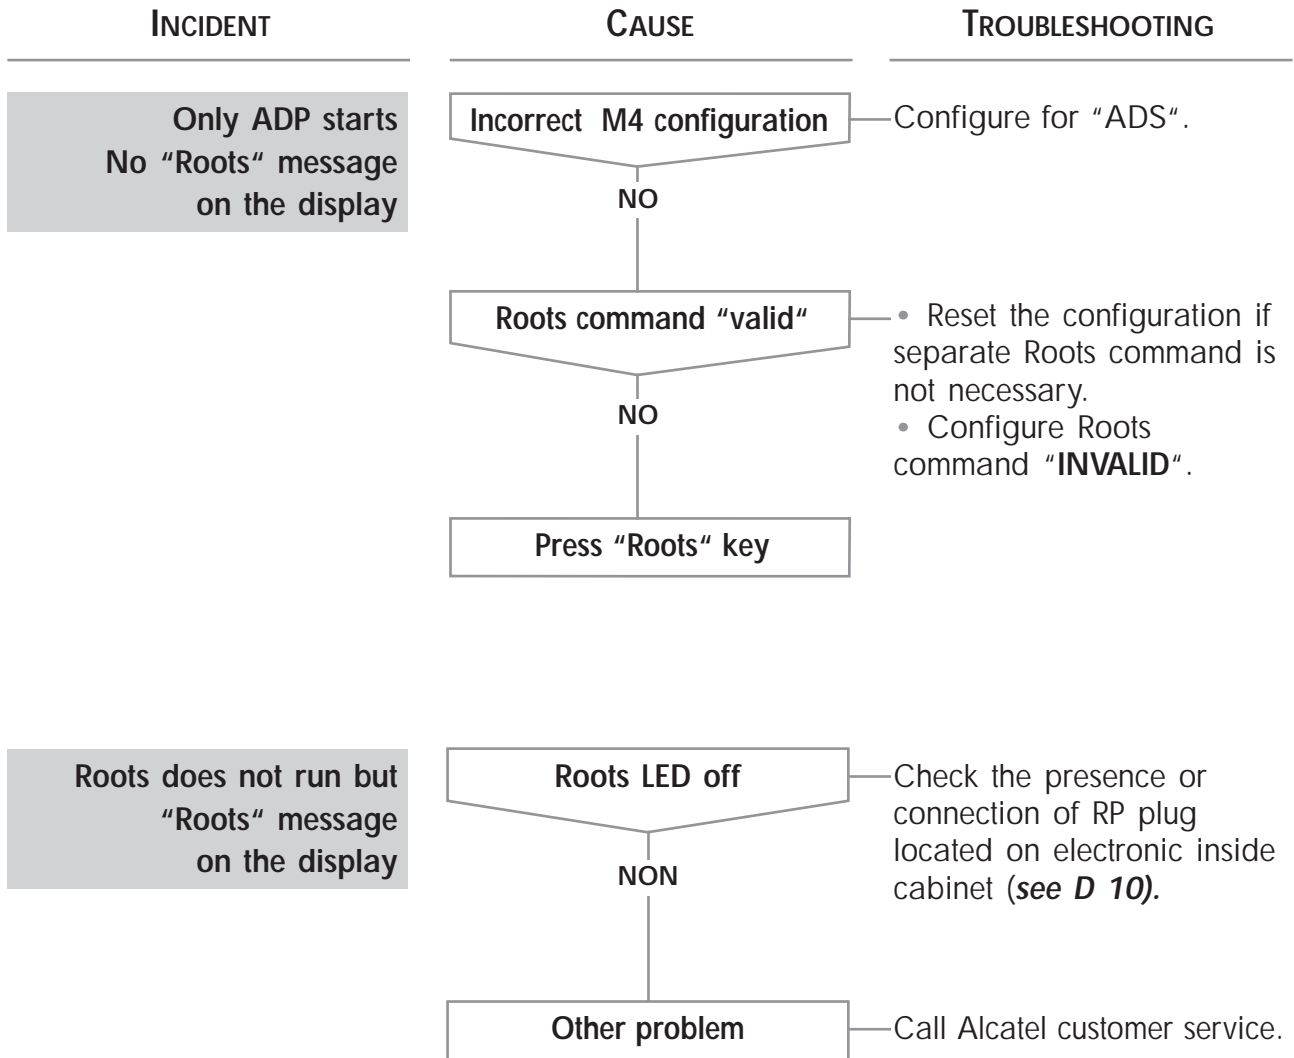 INCIDENT
CAUSE
TROUBLESHOOTING
Only ADP starts
No “Roots“ message
on the display
Incorrect M4 configuration
Configure for “ADS“.
NO
Roots command “valid“
• Reset the configuration if
separate Roots command is
not necessary.
• Configure Roots
command “INVALID“.
NO
Press “Roots“ key
Roots does not run but
“Roots“ message
on the display
Roots LED off
Check the presence or
connection of RP plug
located on electronic inside
cabinet (see D 10).
NON
Other problem
Call Alcatel customer service.